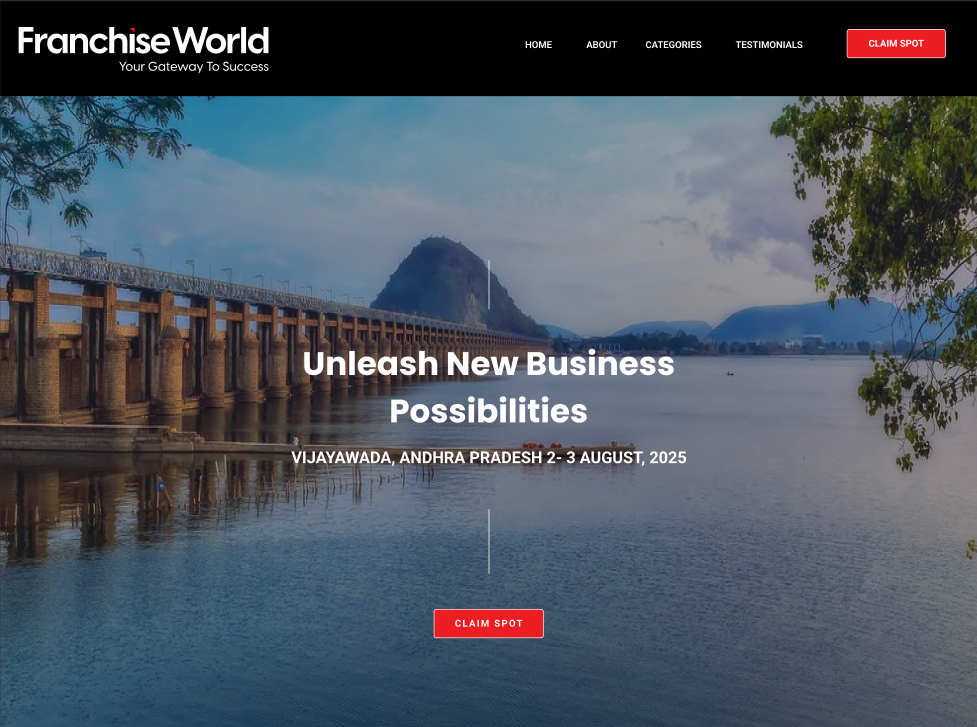 FranchiseWorld
Your Gateway To Success
HOME ABOUT CATEGORIES TESTIMONIALS CLAIM SPOT
Unleash New Business
Possibilities
VIJAYAWADA, ANDHRA PRADESH 2- 3 AUGUST, 2025
CLAIM SPOT